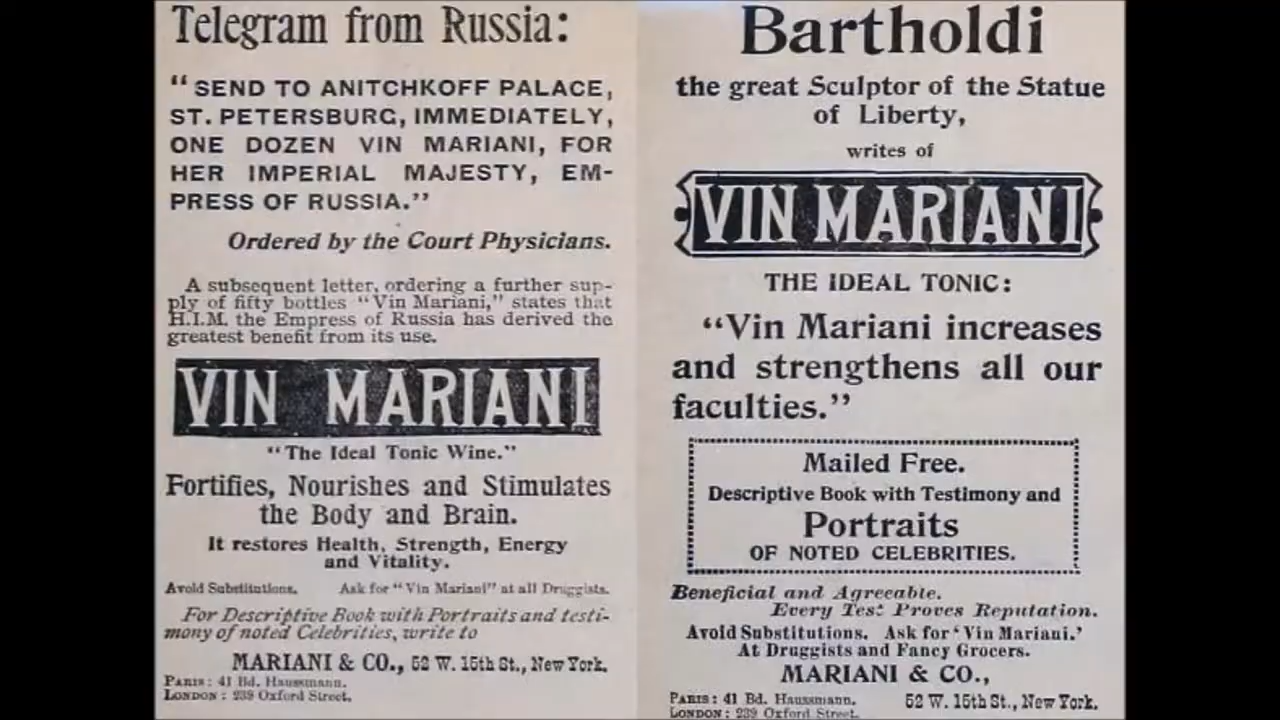 Telegram from Russia:
“SEND TO ANITCHKOFF PALACE,
ST. PETERSBURG, IMMEDIATELY,
ONE DOZEN VIN MARIANI, FOR
HER IMPERIAL MAJESTY, EM-
PRESS OF RUSSIA.”
Ordered by the Court Physicians.
A subsequent letter, ordering a further sup-
ply of fifty bottles “Vin Mariani,” states that
H.I.M. the Empress of Russia has derived the
greatest benefit from its use.
VIN MARIANI
“The Ideal Tonic Wine.”
Fortifies, Nourishes and Stimulates
the Body and Brain.
It restores Health, Strength, Energy
and Vitality.
Avoid Substitutions. Ask for “Vin Mariani” at all Druggists.
For Descriptive Book with Portraits and testi-
mony of noted Celebrities, write to
MARIANI & CO., 52 W. 15th St., New York.
PARIS: 41 Bd. Haussmann.
LONDON: 239 Oxford Street.
Bartholdi
the great Sculptor of the Statue
of Liberty,
writes of
VIN MARIANI
THE IDEAL TONIC:
“Vin Mariani increases
and strengthens all our
faculties.”
Mailed Free.
Descriptive Book with Testimony and
Portraits
OF NOTED CELEBRITIES.
Beneficial and Agreeable.
Every Test Proves Reputation.
Avoid Substitutions. Ask for ‘Vin Mariani.’
At Druggists and Fancy Grocers.
MARIANI & CO.,
PARIS: 41 Bd. Haussmann. 52 W. 15th St., New York.
LONDON: 239 Oxford Street.